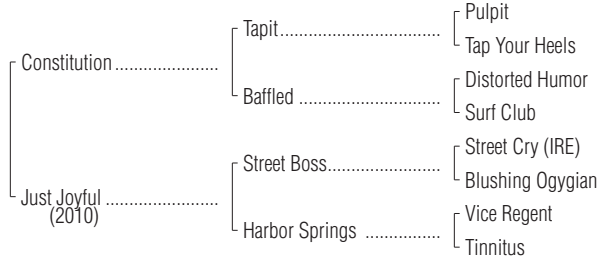 Pulpit
Tapit
Tap Your Heels
Constitution
Distorted Humor
Baffled
Surf Club
Street Cry (IRE)
Street Boss
Blushing Ogygian
Just Joyful
(2010)
Vice Regent
Harbor Springs
Tinnitus